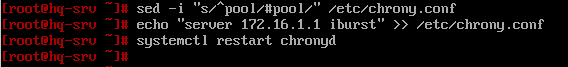 [root@hq-srv ~]# sed -i "s/^pool/#pool/" /etc/chrony.conf
[root@hq-srv ~]# echo "server 172.16.1.1 iburst" >> /etc/chrony.conf
[root@hq-srv ~]# systemctl restart chronyd
[root@hq-srv ~]#